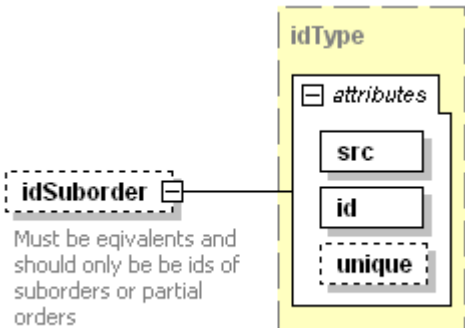 idType
attributes
src
idSuborder
id
Must be eqivalents and
should only be be ids of
suborders or partial
orders
unique